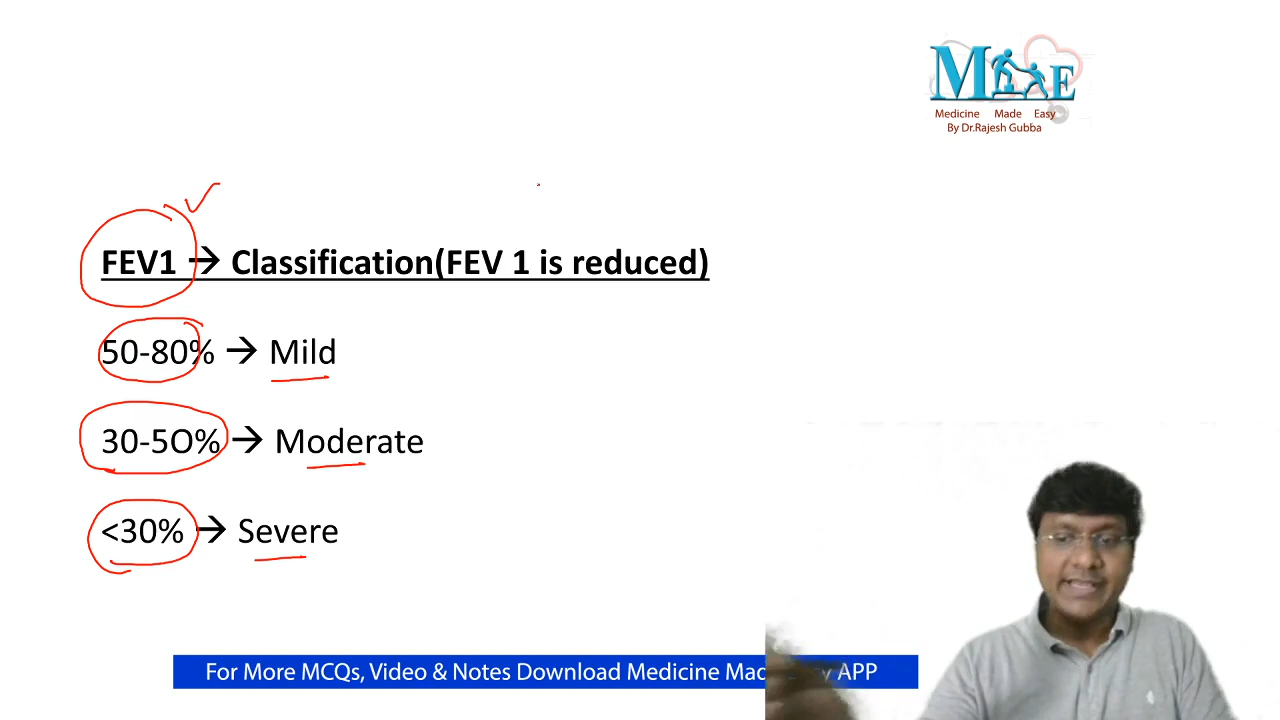 M E
Medicine Made Easy
By Dr.Rajesh Gubba
FEV1 → Classification(FEV 1 is reduced)
50-80% → Mild
30-5O% → Moderate
<30% → Severe
For More MCQs, Video & Notes Download Medicine APP